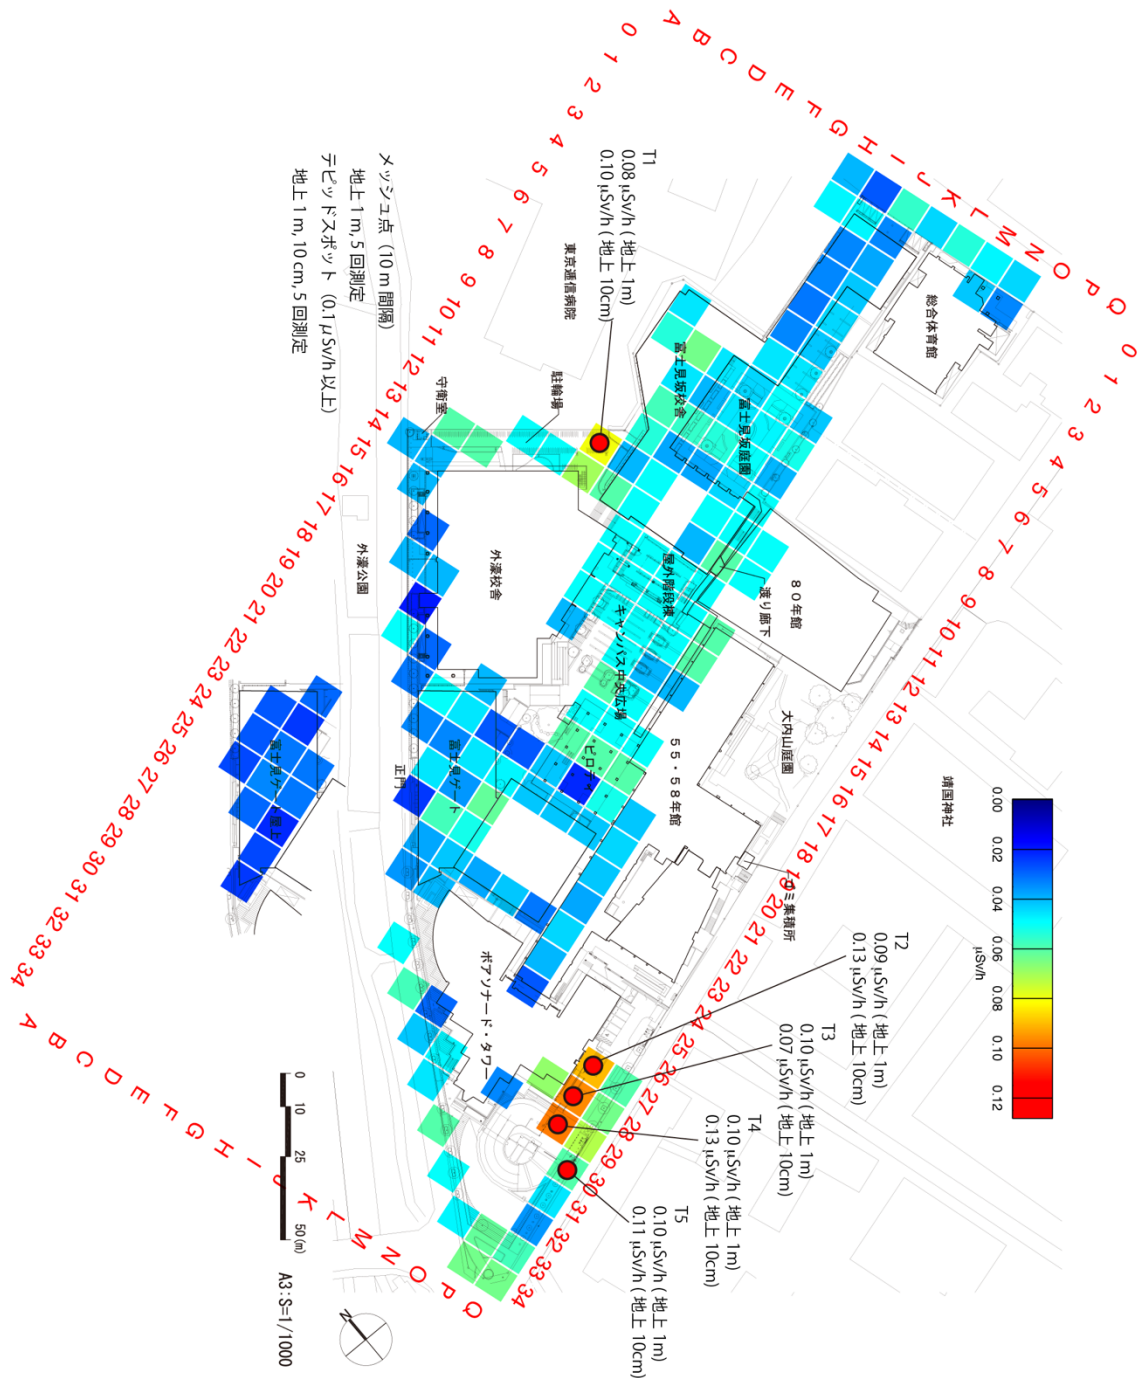 A B C D E F G H I J K L M N O P Q
0 1 2 3 4 5 6 7 8 9 10 11 12 13 14 15 16 17 18 19 20 21 22 23 24 25 26 27 28 29 30 31 32 33 34
0 1 2 3 4 5 6 7 8 9 10 11 12 13 14 15 16 17 18 19 20 21 22 23 24 25 26 27 28 29 30 31 32 33 34
A B C D E F G H I J K L M N O P Q
靖国神社
総合体育館
80年館
大内山庭園
ゴミ集積所
富士見坂庭園
富士見坂校舎
渡り廊下
屋外階段棟
キャンパス中央広場
55・58年館
ピロティ
東京逓信病院
駐輪場
守衛室
外濠校舎
外濠公園
富士見ゲート
正門
富士見ゲート屋上
ボアソナード・タワー
T1
0.08 μSv/h ( 地上 1m)
0.10 μSv/h ( 地上 10cm)
T2
0.09 μSv/h ( 地上 1m)
0.13 μSv/h ( 地上 10cm)
T3
0.10 μSv/h ( 地上 1m)
0.07 μSv/h ( 地上 10cm)
T4
0.10 μSv/h ( 地上 1m)
0.13 μSv/h ( 地上 10cm)
T5
0.10 μSv/h ( 地上 1m)
0.11 μSv/h ( 地上 10cm)
メッシュ点（10 m 間隔）
地上 1 m, 5 回測定
テピッドスポット（0.1 μSv/h 以上）
地上 1 m, 10 cm, 5 回測定
0.00 0.02 0.04 0.06 0.08 0.10 0.12
μSv/h
0 10 25 50 (m)
A3:S=1/1000
N